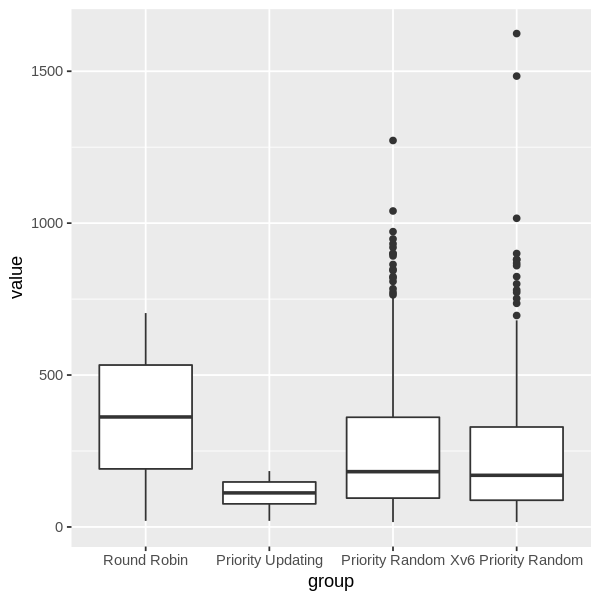 1500
1000
500
0
value
Round Robin
Priority Updating
Priority Random
Xv6 Priority Random
group